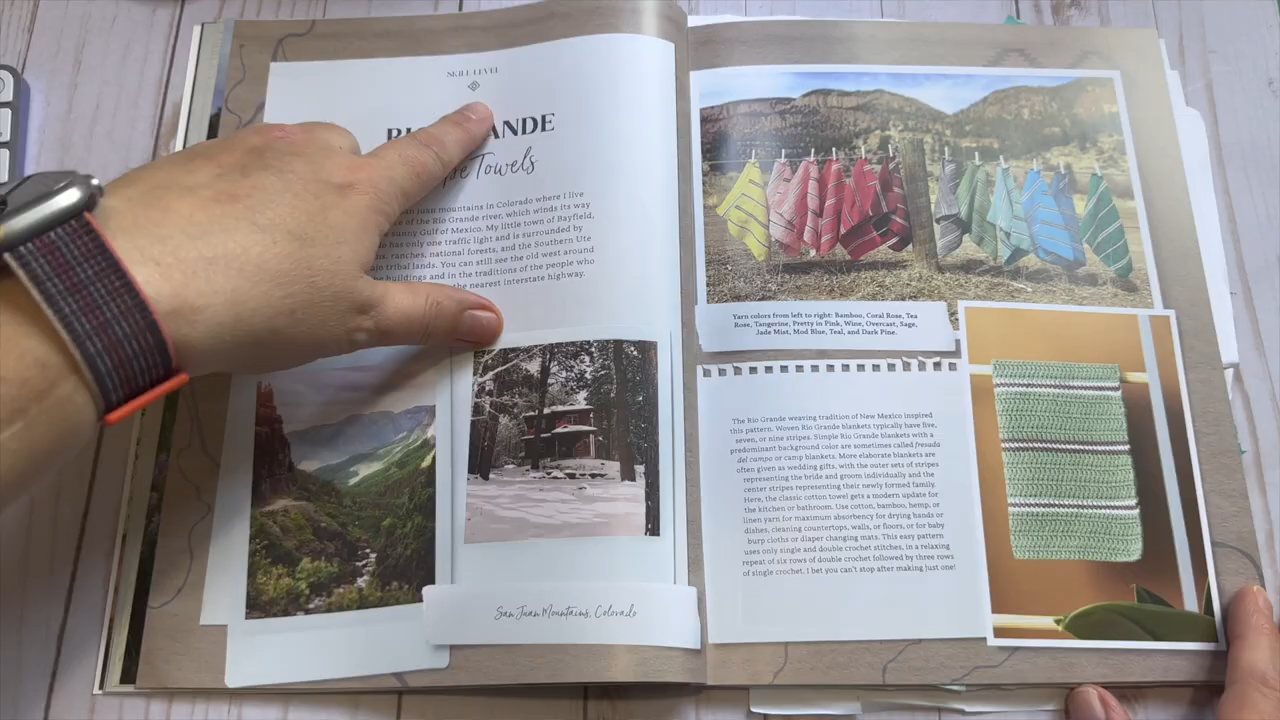 SKILL LEVEL
ANDE
Towels
an Juan mountains in Colorado where I live
of the Rio Grande river, which winds its way
sunny Gulf of Mexico. My little town of Bayfield,
has only one traffic light and is surrounded by
ranches, national forests, and the Southern Ute
tribal lands. You can still see the old west around
buildings and in the traditions of the people who
the nearest interstate highway.
San Juan Mountains, Colorado
Yarn colors from left to right: Bamboo, Coral Rose, Tea
Rose, Tangerine, Pretty in Pink, Wine, Overcast, Sage,
Jade Mist, Mod Blue, Teal, and Dark Pine.
The Rio Grande weaving tradition of New Mexico inspired
this pattern. Woven Rio Grande blankets typically have five,
seven, or nine stripes. Simple Rio Grande blankets with a
predominant background color are sometimes called fresada
del campo or camp blankets. More elaborate blankets are
often given as wedding gifts, with the outer sets of stripes
representing the bride and groom individually and the
center stripes representing their newly formed family.
Here, the classic cotton towel gets a modern update for
the kitchen or bathroom. Use cotton, bamboo, hemp, or
linen yarn for maximum absorbency for drying hands or
dishes, cleaning countertops, walls, or floors, or for baby
burp cloths or diaper changing mats. This easy pattern
uses only single and double crochet stitches, in a relaxing
repeat of six rows of double crochet followed by three rows
of single crochet. I bet you can't stop after making just one!